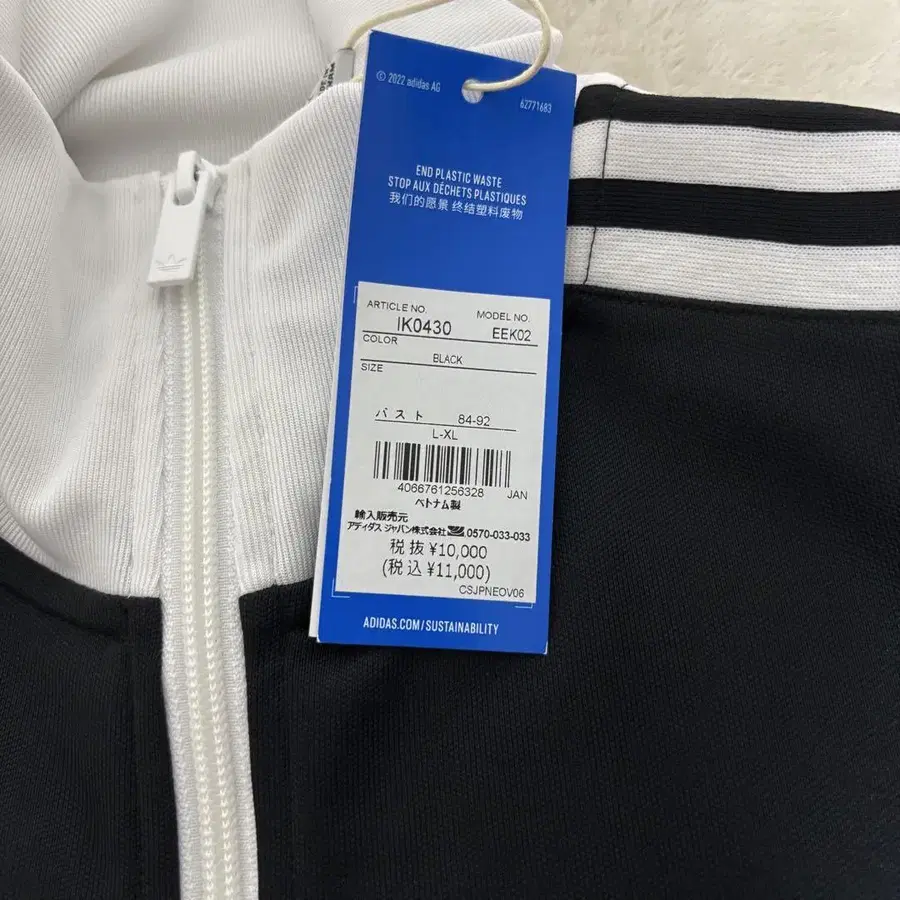 © 2022 adidas AG
62771683
END PLASTIC WASTE
STOP AUX DÉCHETS PLASTIQUES
我们的愿景 终结塑料废物
ARTICLE NO.
MODEL NO.
IK0430
EEK02
COLOR
BLACK
SIZE
バスト 84-92
L-XL
4066761256328 JAN
ベトナム製
輸入販売元
アディダス ジャパン株式会社 0570-033-033
税抜 ¥10,000
(税込 ¥11,000)
CSJPNEOV06
ADIDAS.COM/SUSTAINABILITY